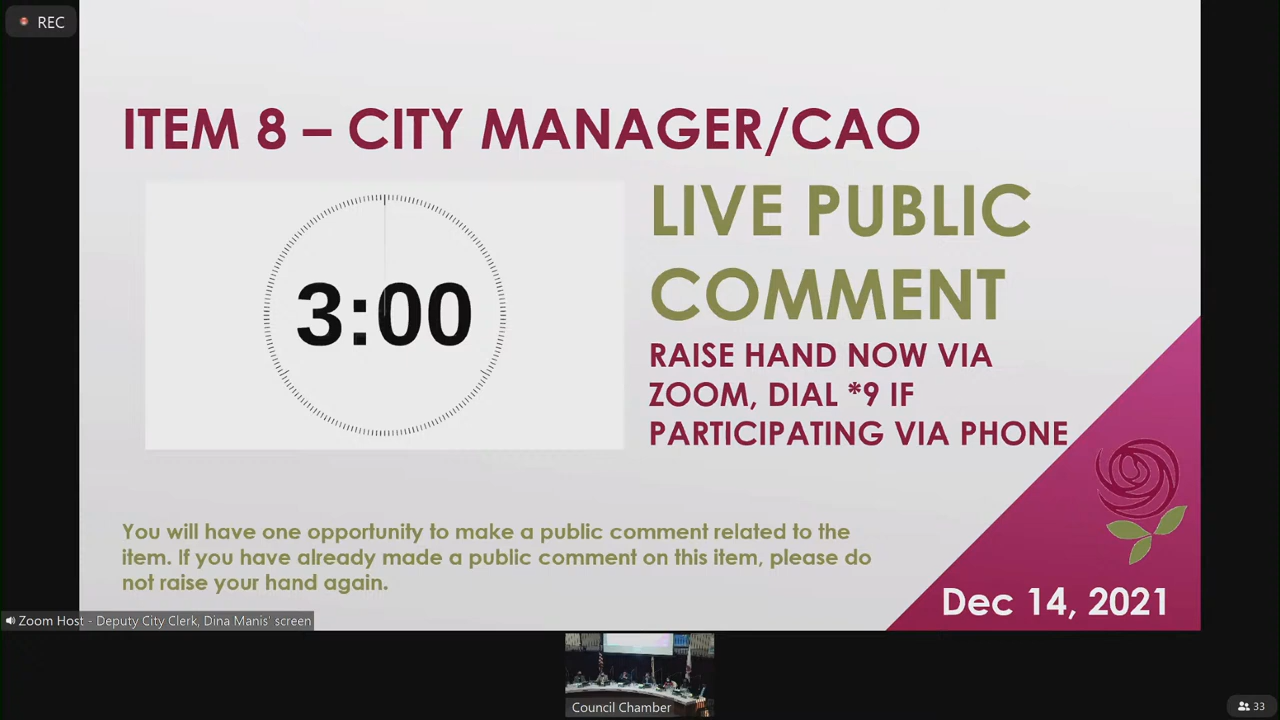 REC
ITEM 8 – CITY MANAGER/CAO
3:00
LIVE PUBLIC
COMMENT
RAISE HAND NOW VIA
ZOOM, DIAL *9 IF
PARTICIPATING VIA PHONE
You will have one opportunity to make a public comment related to the
item. If you have already made a public comment on this item, please do
not raise your hand again.
Dec 14, 2021
Zoom Host - Deputy City Clerk, Dina Manis' screen
Council Chamber
33